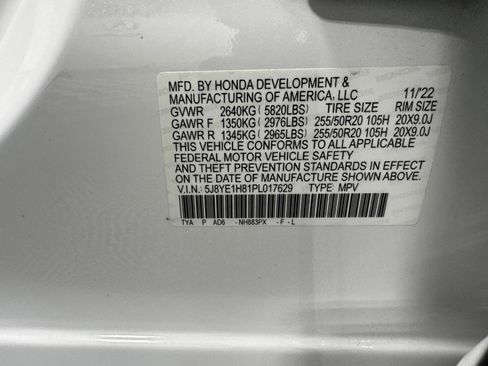 MFD. BY HONDA DEVELOPMENT &
MANUFACTURING OF AMERICA, LLC 11/22
GVWR 2640KG ( 5820LBS) TIRE SIZE RIM SIZE
GAWR F 1350KG ( 2976LBS) 255/50R20 105H 20X9.0J
GAWR R 1345KG ( 2965LBS) 255/50R20 105H 20X9.0J
THIS VEHICLE CONFORMS TO ALL APPLICABLE
FEDERAL MOTOR VEHICLE SAFETY
AND THEFT PREVENTION STANDARDS IN EFFECT
ON THE DATE OF MANUFACTURE SHOWN ABOVE.
V.I.N.: 5J8YE1H81PL017629 TYPE: MPV
TYA P AD6 -NH883PX -F -L